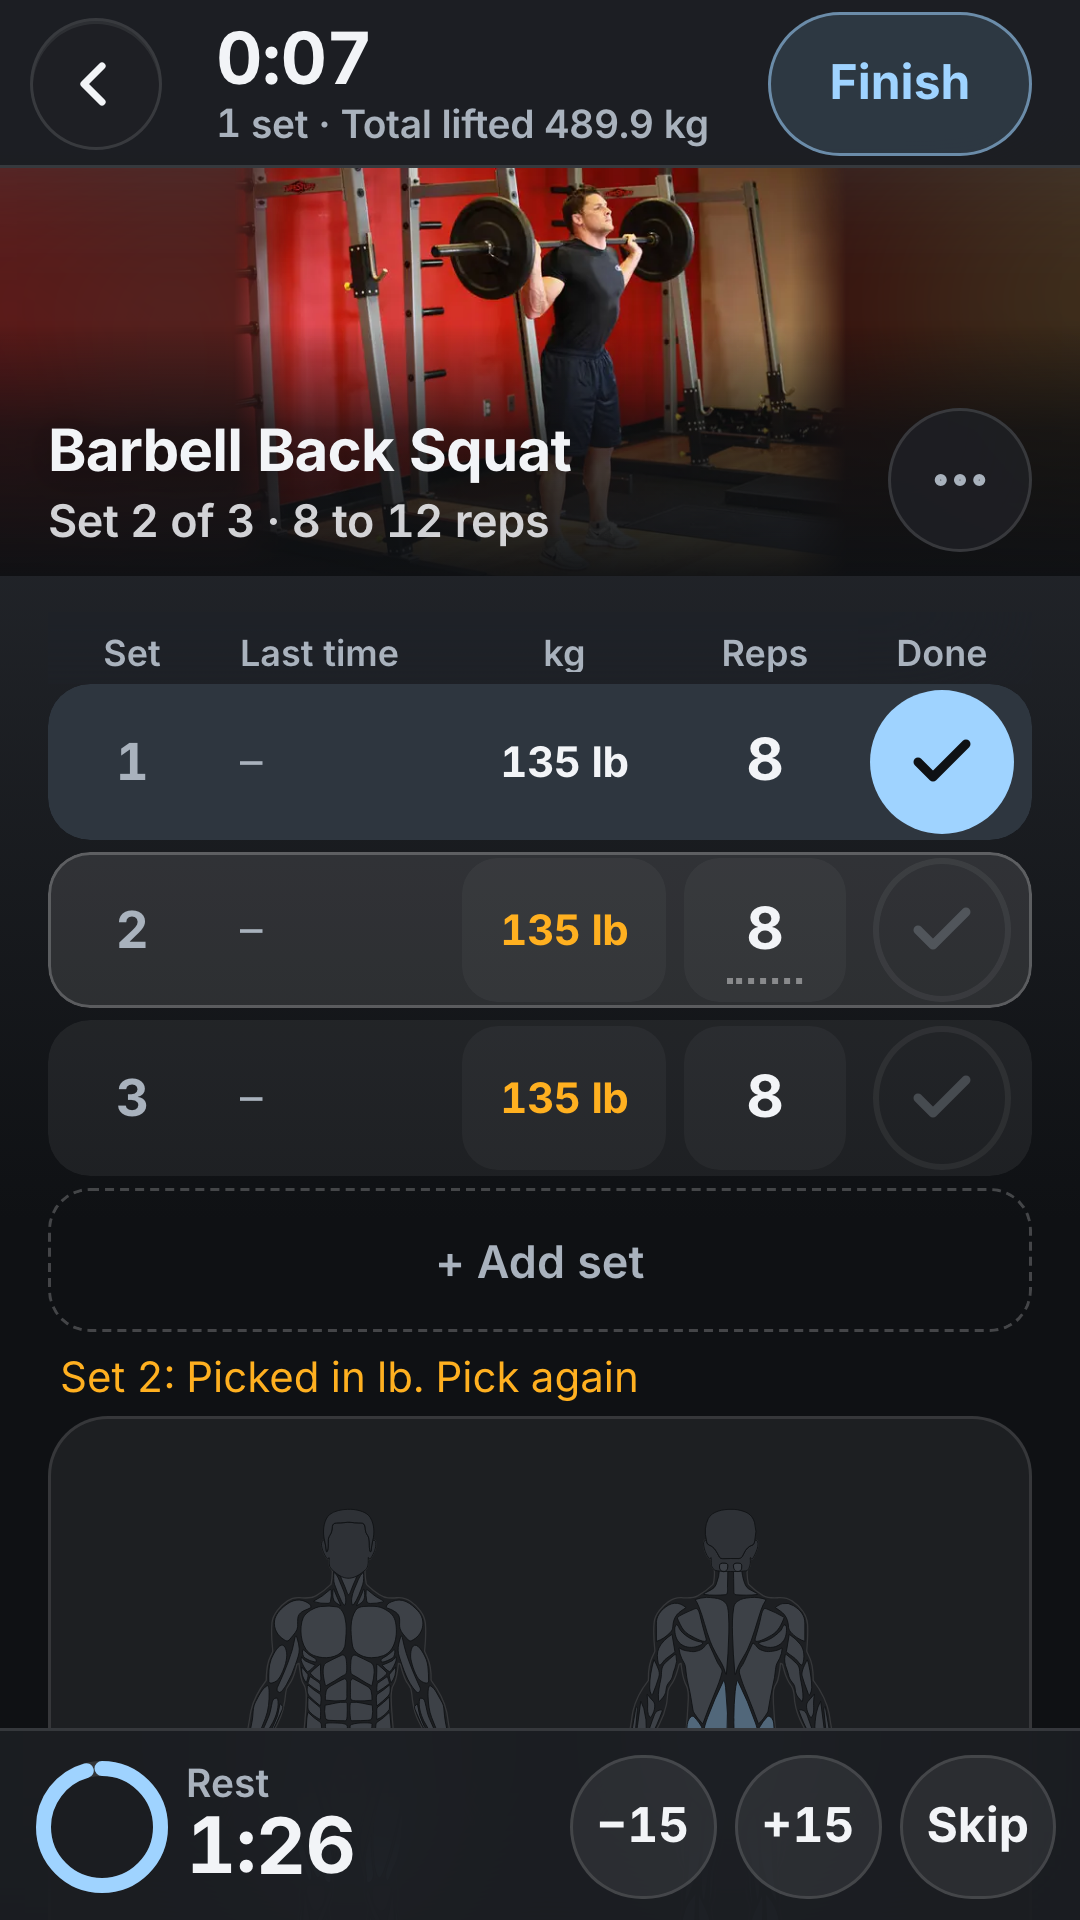 0:07
1 set · Total lifted 489.9 kg
Finish
Barbell Back Squat
Set 2 of 3 · 8 to 12 reps
Set Last time kg Reps Done
1 – 135 lb 8
2 – 135 lb 8
3 – 135 lb 8
+ Add set
Set 2: Picked in lb. Pick again
Rest
1:26
−15 +15 Skip